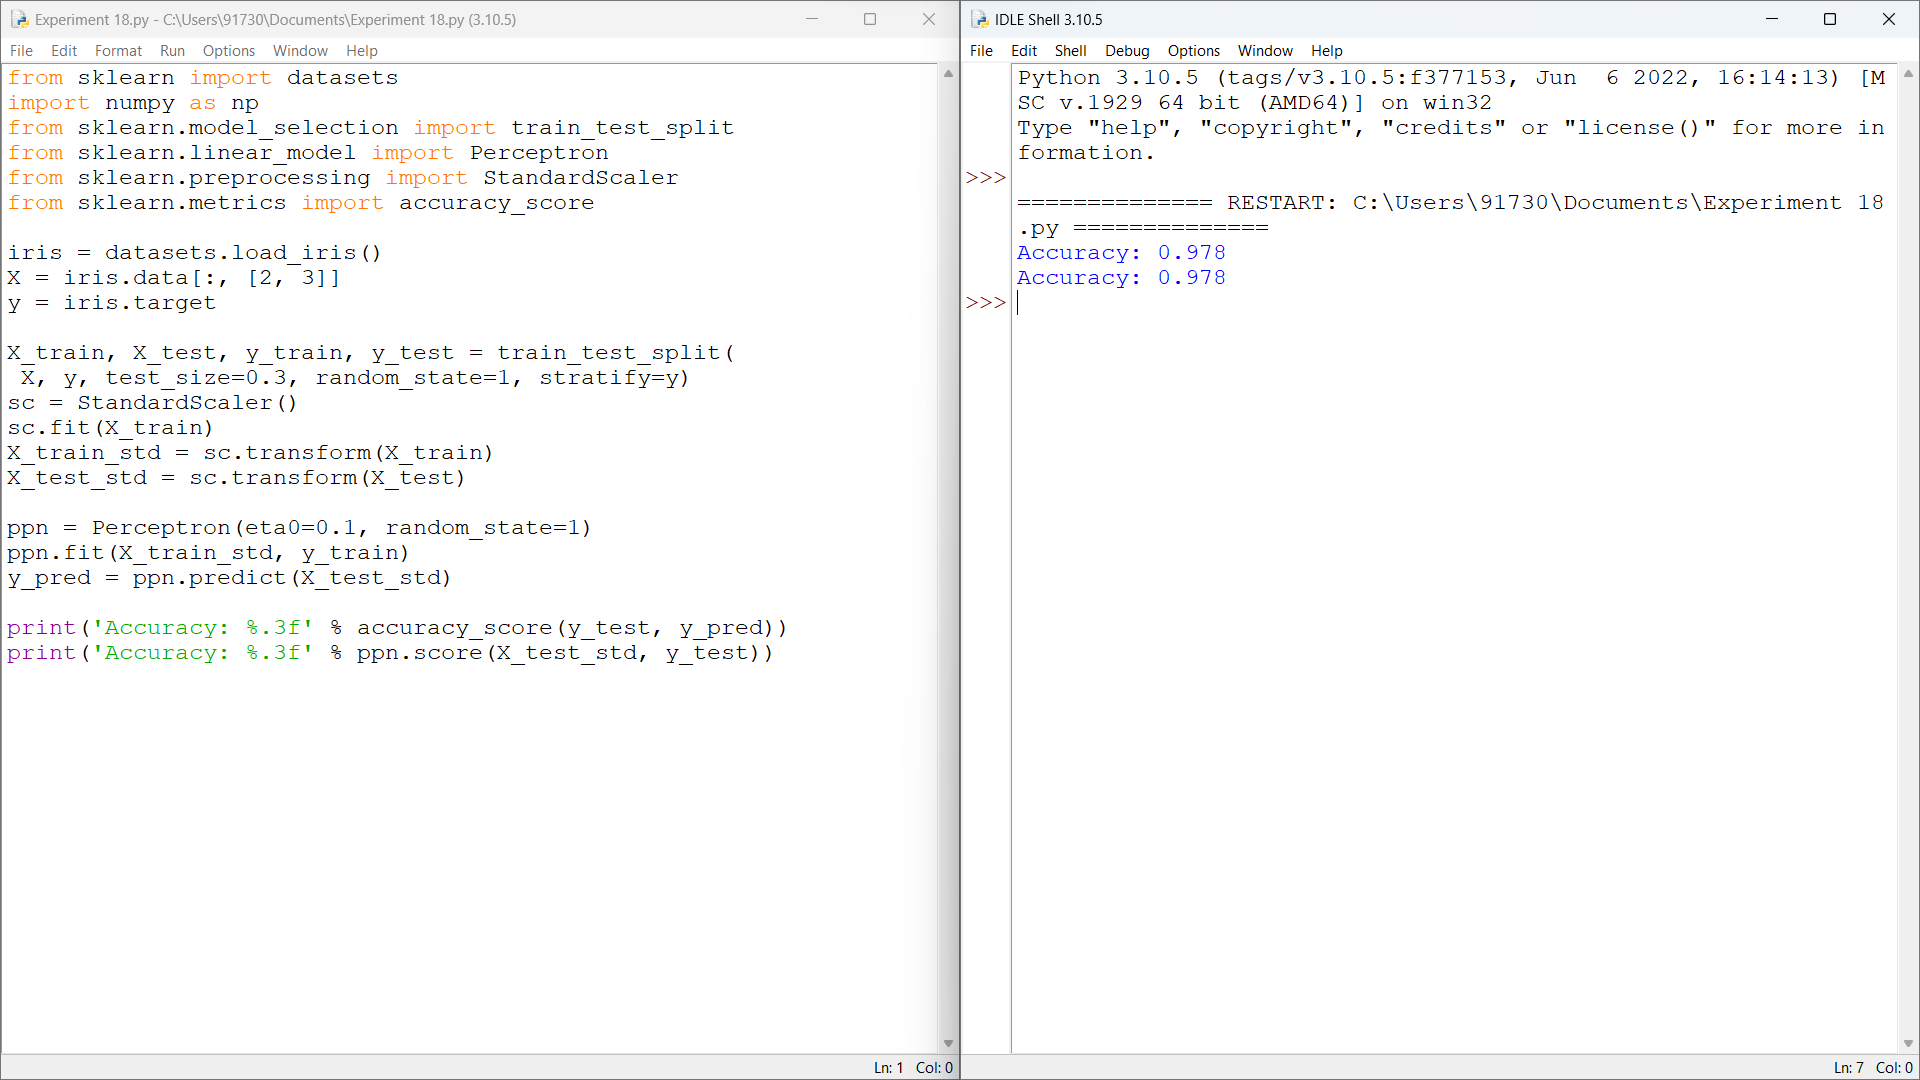 Experiment 18.py - C:\Users\91730\Documents\Experiment 18.py (3.10.5)
File Edit Format Run Options Window Help
from sklearn import datasets
import numpy as np
from sklearn.model_selection import train_test_split
from sklearn.linear_model import Perceptron
from sklearn.preprocessing import StandardScaler
from sklearn.metrics import accuracy_score
iris = datasets.load_iris()
X = iris.data[:, [2, 3]]
y = iris.target
X_train, X_test, y_train, y_test = train_test_split(
 X, y, test_size=0.3, random_state=1, stratify=y)
sc = StandardScaler()
sc.fit(X_train)
X_train_std = sc.transform(X_train)
X_test_std = sc.transform(X_test)
ppn = Perceptron(eta0=0.1, random_state=1)
ppn.fit(X_train_std, y_train)
y_pred = ppn.predict(X_test_std)
print('Accuracy: %.3f' % accuracy_score(y_test, y_pred))
print('Accuracy: %.3f' % ppn.score(X_test_std, y_test))
Ln: 1 Col: 0
IDLE Shell 3.10.5
File Edit Shell Debug Options Window Help
Python 3.10.5 (tags/v3.10.5:f377153, Jun  6 2022, 16:14:13) [M
SC v.1929 64 bit (AMD64)] on win32
Type "help", "copyright", "credits" or "license()" for more in
formation.
>>>
============== RESTART: C:\Users\91730\Documents\Experiment 18
.py ==============
Accuracy: 0.978
Accuracy: 0.978
>>>
Ln: 7 Col: 0